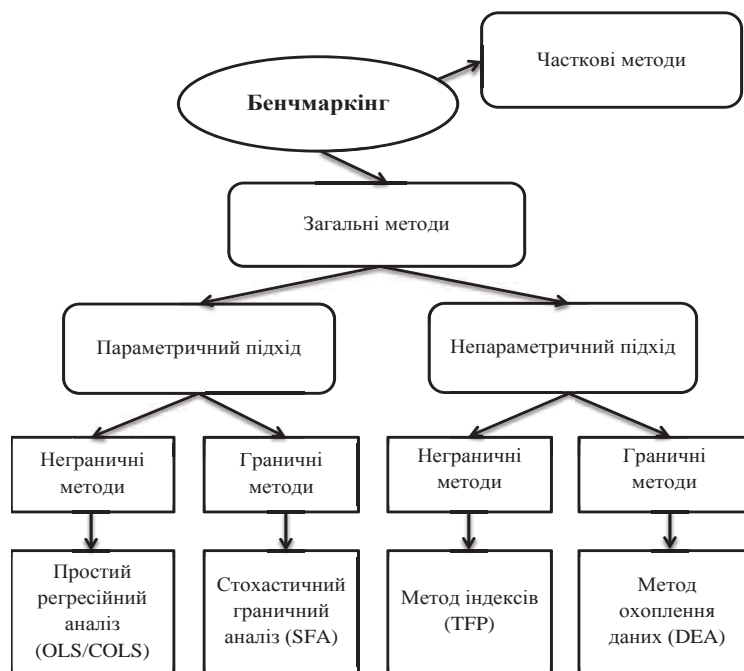 Часткові методи
Бенчмаркінг
Загальні методи
Параметричний підхід
Непараметричний підхід
Неграничні
методи
Граничні
методи
Неграничні
методи
Граничні
методи
Простий
регресійний
аналіз
(OLS/COLS)
Стохастичний
граничний
аналіз (SFA)
Метод індексів
(TFP)
Метод
охоплення
даних (DEA)